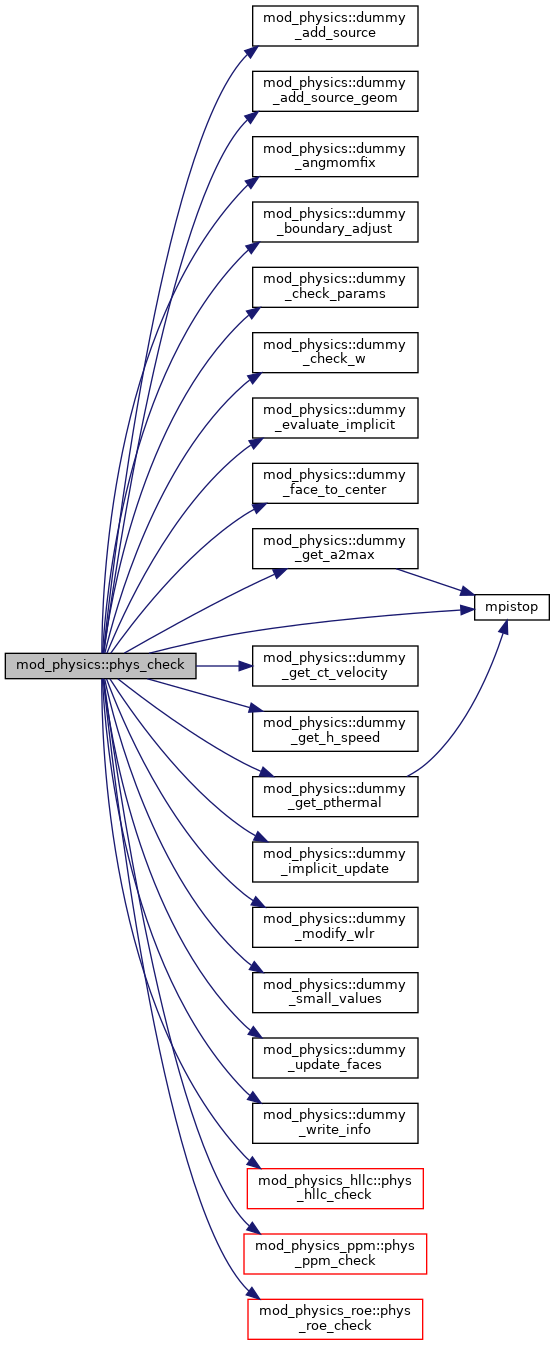 mod_physics::dummy
_add_source
mod_physics::dummy
_add_source_geom
mod_physics::dummy
_angmomfix
mod_physics::dummy
_boundary_adjust
mod_physics::dummy
_check_params
mod_physics::dummy
_check_w
mod_physics::dummy
_evaluate_implicit
mod_physics::dummy
_face_to_center
mod_physics::dummy
_get_a2max
mpistop
mod_physics::phys_check
mod_physics::dummy
_get_ct_velocity
mod_physics::dummy
_get_h_speed
mod_physics::dummy
_get_pthermal
mod_physics::dummy
_implicit_update
mod_physics::dummy
_modify_wlr
mod_physics::dummy
_small_values
mod_physics::dummy
_update_faces
mod_physics::dummy
_write_info
mod_physics_hllc::phys
_hllc_check
mod_physics_ppm::phys
_ppm_check
mod_physics_roe::phys
_roe_check